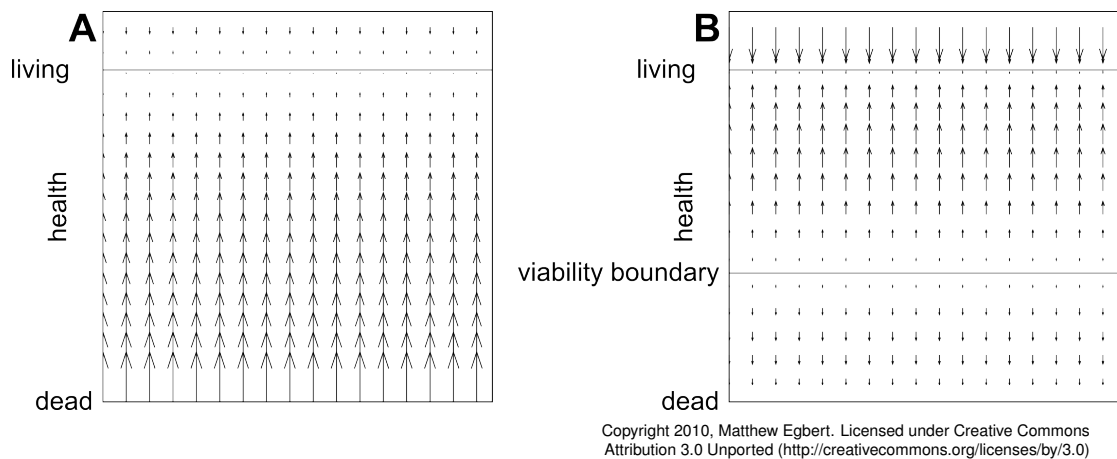 A
living
health
dead
B
living
health
viability boundary
dead
Copyright 2010, Matthew Egbert. Licensed under Creative Commons
Attribution 3.0 Unported (http://creativecommons.org/licenses/by/3.0)